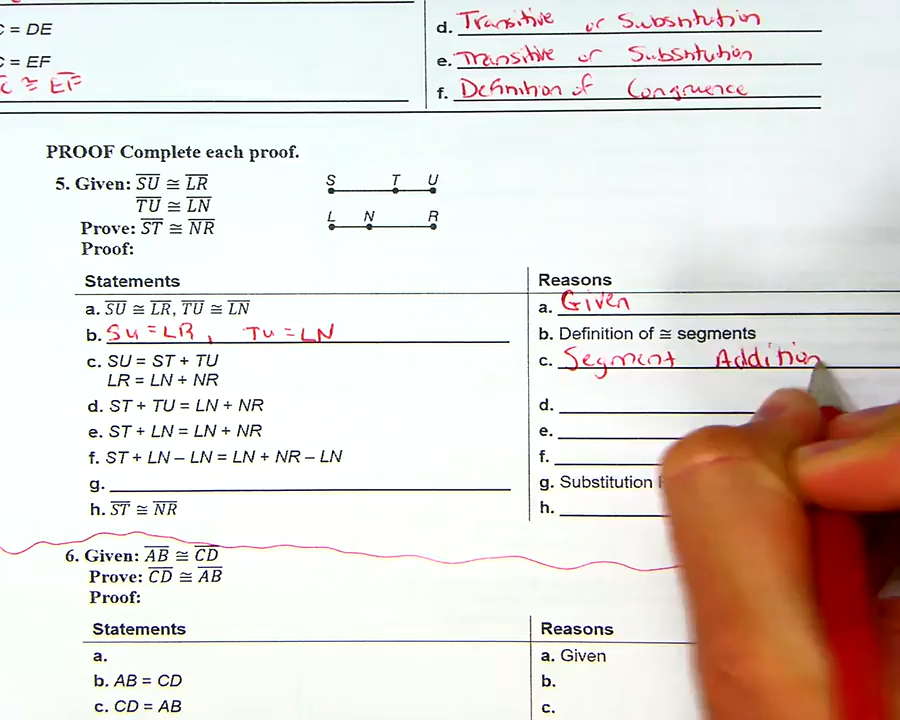 C = DE
d. Transitive or Substitution
C = EF
e. Transitive or Substitution
C ≅ EF
f. Definition of Congruence
PROOF Complete each proof.
5. Given: SU ≅ LR
TU ≅ LN
Prove: ST ≅ NR
Proof:
S T U
L N R
Statements Reasons
a. SU ≅ LR, TU ≅ LN a. Given
b. SU = LR, TU = LN b. Definition of ≅ segments
c. SU = ST + TU c. Segment Addition
LR = LN + NR
d. ST + TU = LN + NR d.
e. ST + LN = LN + NR e.
f. ST + LN – LN = LN + NR – LN f.
g. g. Substitution
h. ST ≅ NR h.
6. Given: AB ≅ CD
Prove: CD ≅ AB
Proof:
Statements Reasons
a. a. Given
b. AB = CD b.
c. CD = AB c.